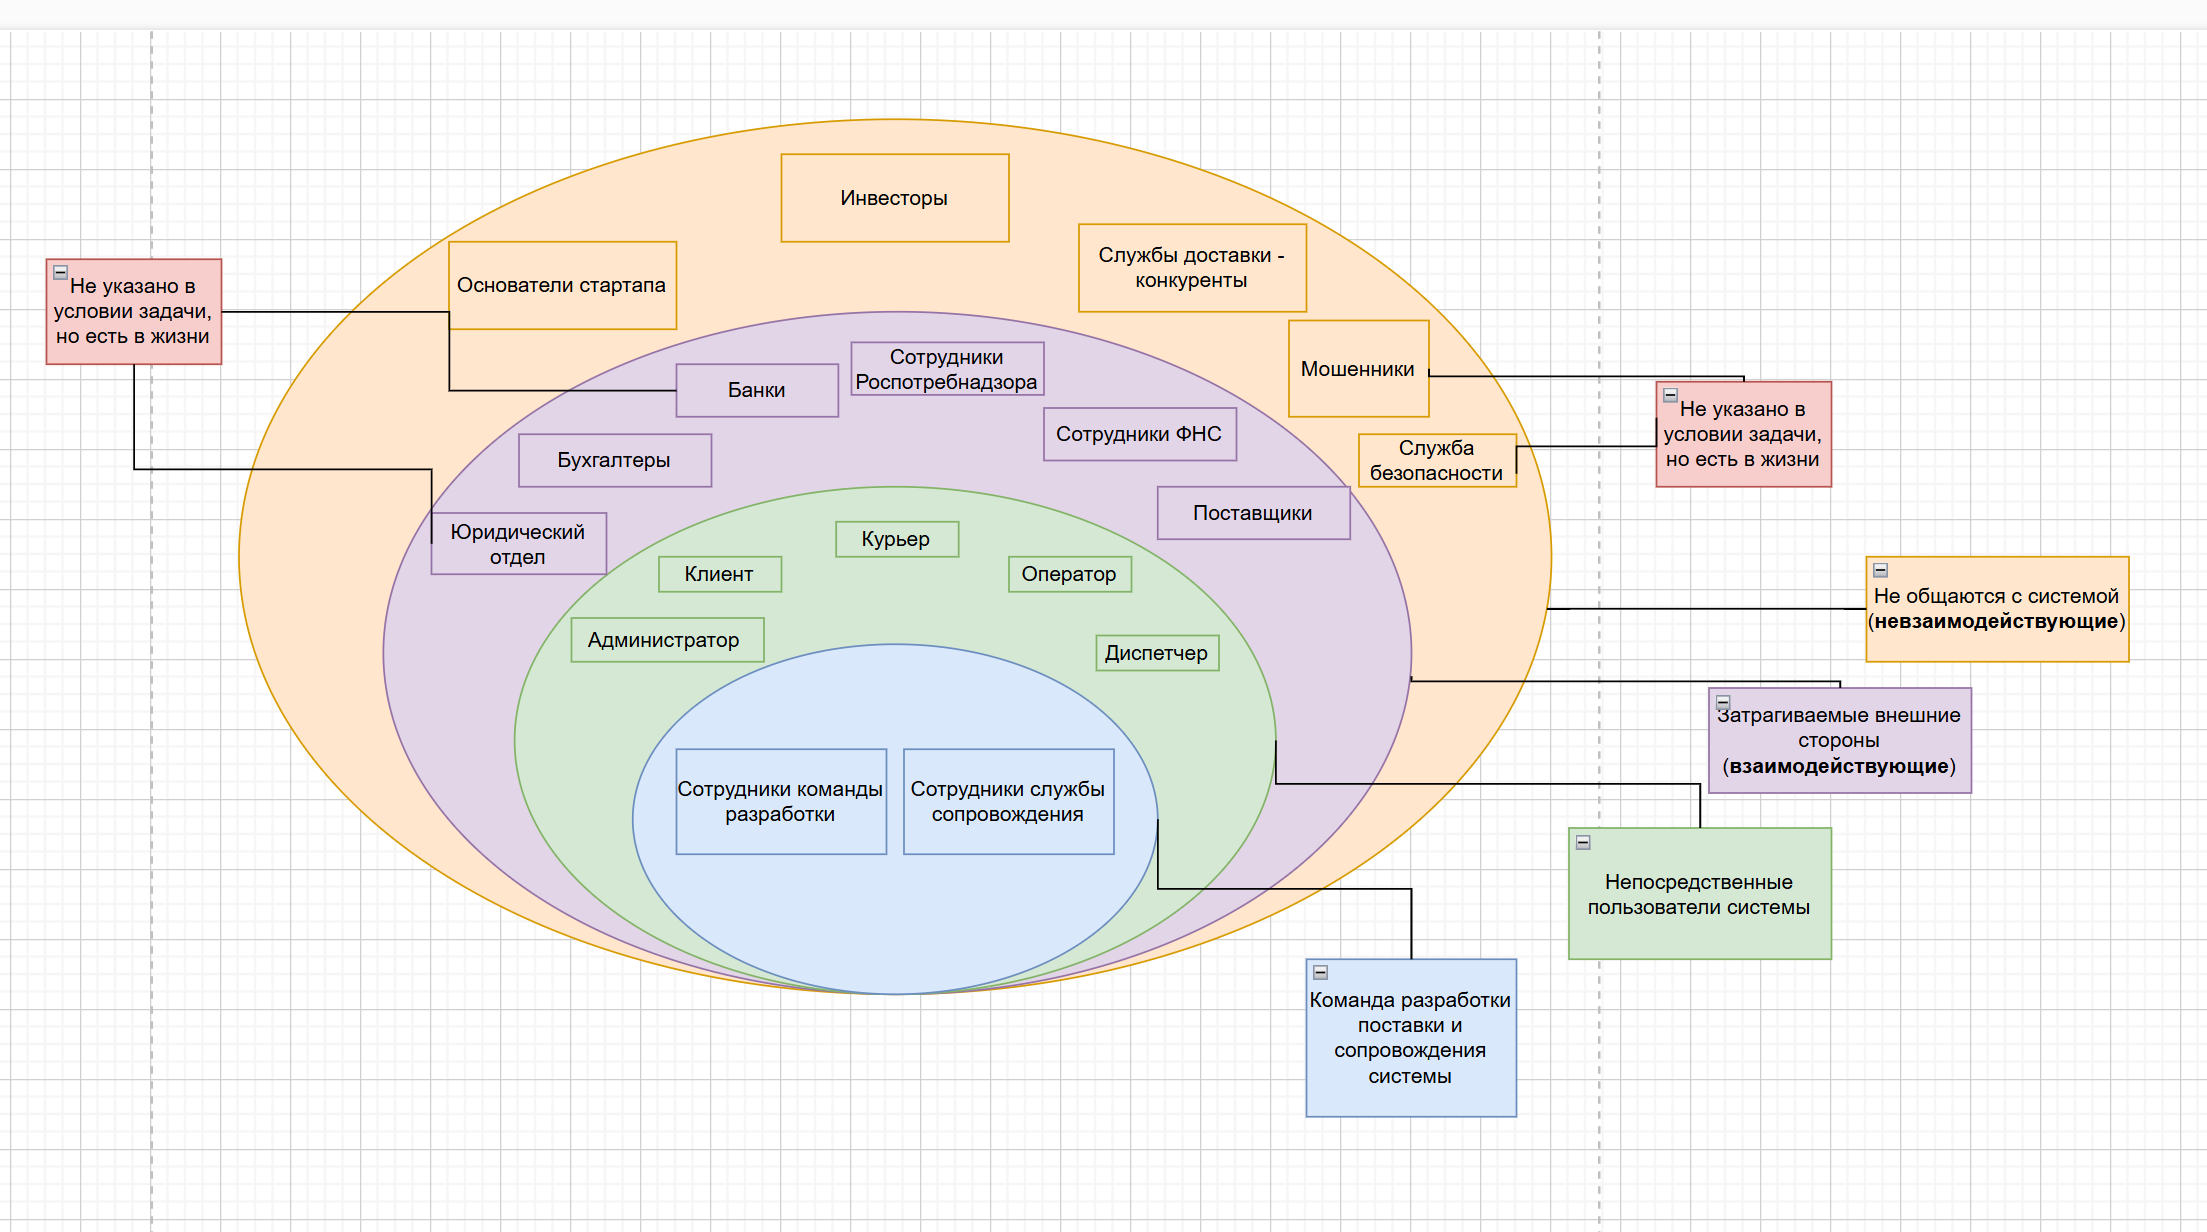 Инвесторы
Службы доставки -
конкуренты
Основатели стартапа
Не указано в
условии задачи,
но есть в жизни
Мошенники
Сотрудники
Роспотребнадзора
Банки
Не указано в
условии задачи,
но есть в жизни
Сотрудники ФНС
Служба
безопасности
Бухгалтеры
Поставщики
Юридический
отдел
Курьер
Клиент
Оператор
Не общаются с системой
(невзаимодействующие)
Администратор
Диспетчер
Затрагиваемые внешние
стороны
(взаимодействующие)
Сотрудники команды
разработки
Сотрудники службы
сопровождения
Непосредственные
пользователи системы
Команда разработки
поставки и
сопровождения
системы